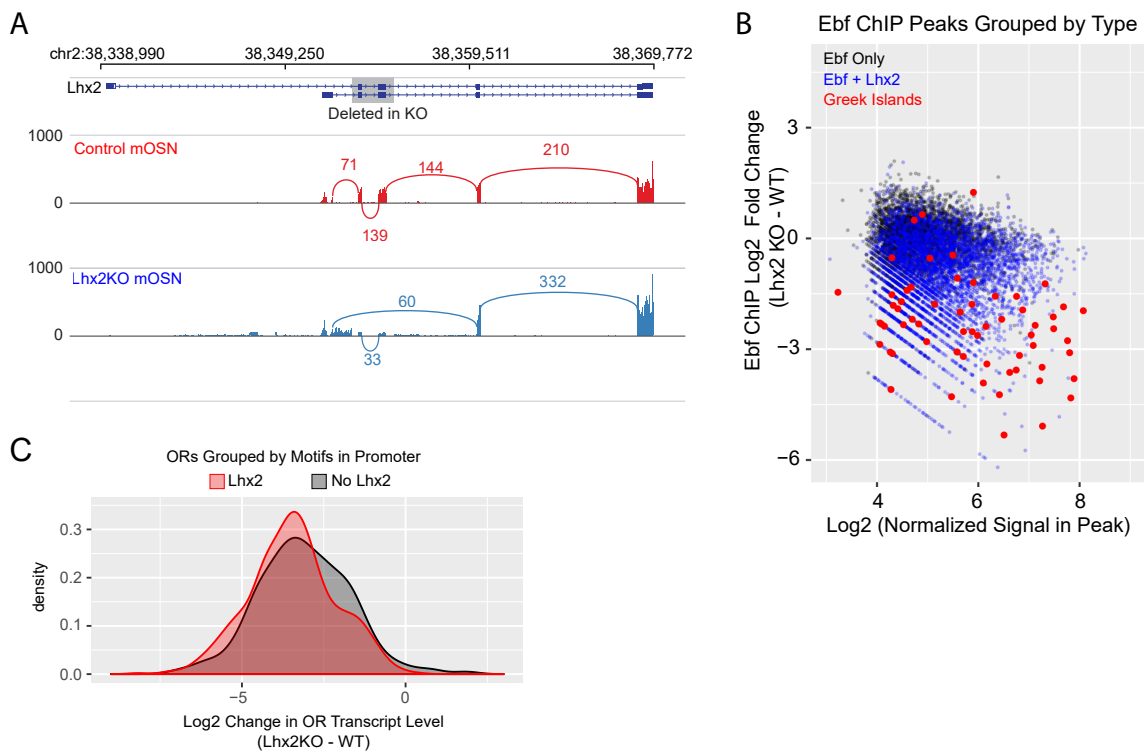 A
chr2:38,338,990 38,349,250 38,359,511 38,369,772
Lhx2
Deleted in KO
1000
Control mOSN
71
144
210
0
139
1000
Lhx2KO mOSN
60
332
0
33
B
Ebf ChIP Peaks Grouped by Type
Ebf Only
Ebf + Lhx2
Greek Islands
Ebf ChIP Log2 Fold Change
(Lhx2 KO - WT)
3
0
−3
−6
4 6 6 8
Log2 (Normalized Signal in Peak)
C
ORs Grouped by Motifs in Promoter
Lhx2 No Lhx2
density
0.3
0.2
0.1
0.0
−5 0
Log2 Change in OR Transcript Level
(Lhx2KO - WT)